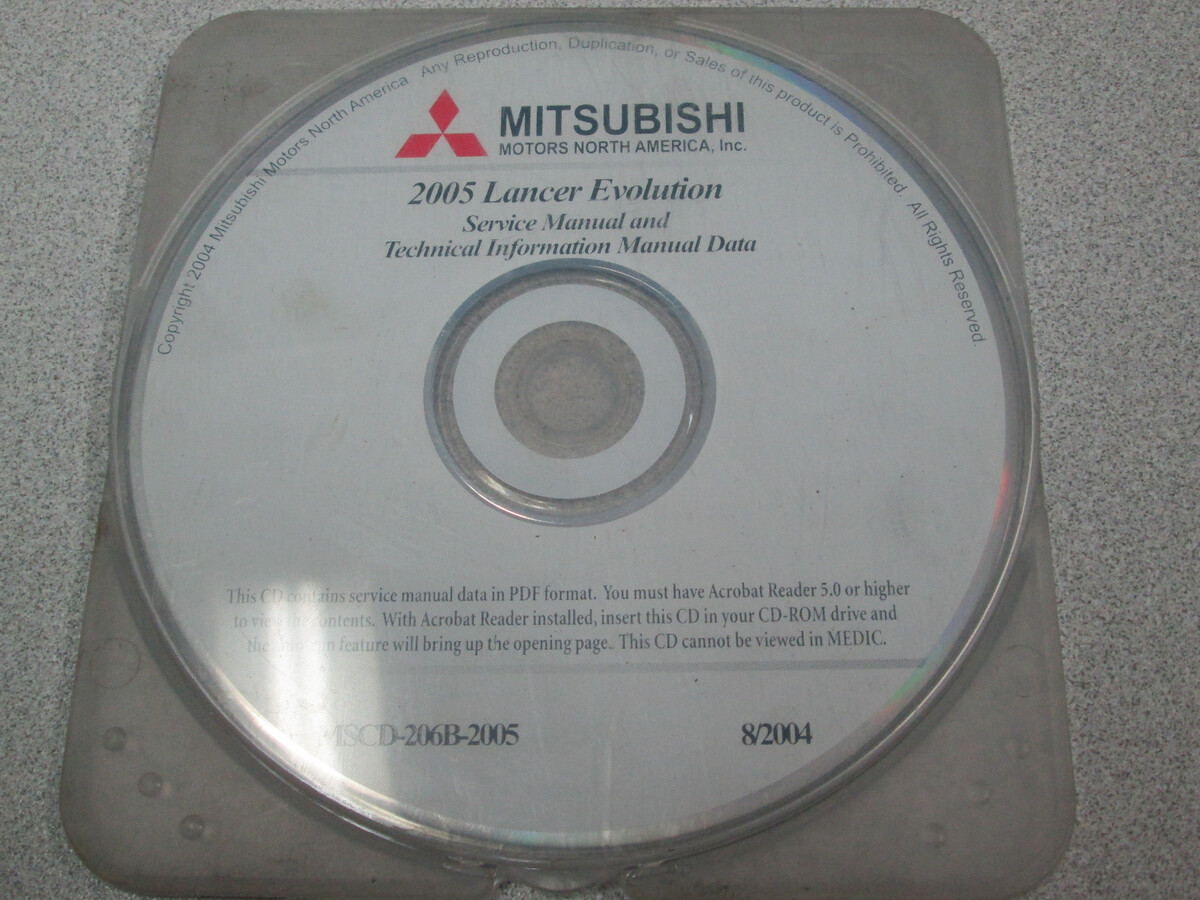 Copyright 2004 Mitsubishi Motors North America Any Reproduction, Duplication, or Sales of this product is Prohibited. All Rights Reserved.
MITSUBISHI
MOTORS NORTH AMERICA, Inc.
2005 Lancer Evolution
Service Manual and
Technical Information Manual Data
This CD contains service manual data in PDF format. You must have Acrobat Reader 5.0 or higher
to view the contents. With Acrobat Reader installed, insert this CD in your CD-ROM drive and
the feature will bring up the opening page. This CD cannot be viewed in MEDIC.
MSCD-206B-2005
8/2004